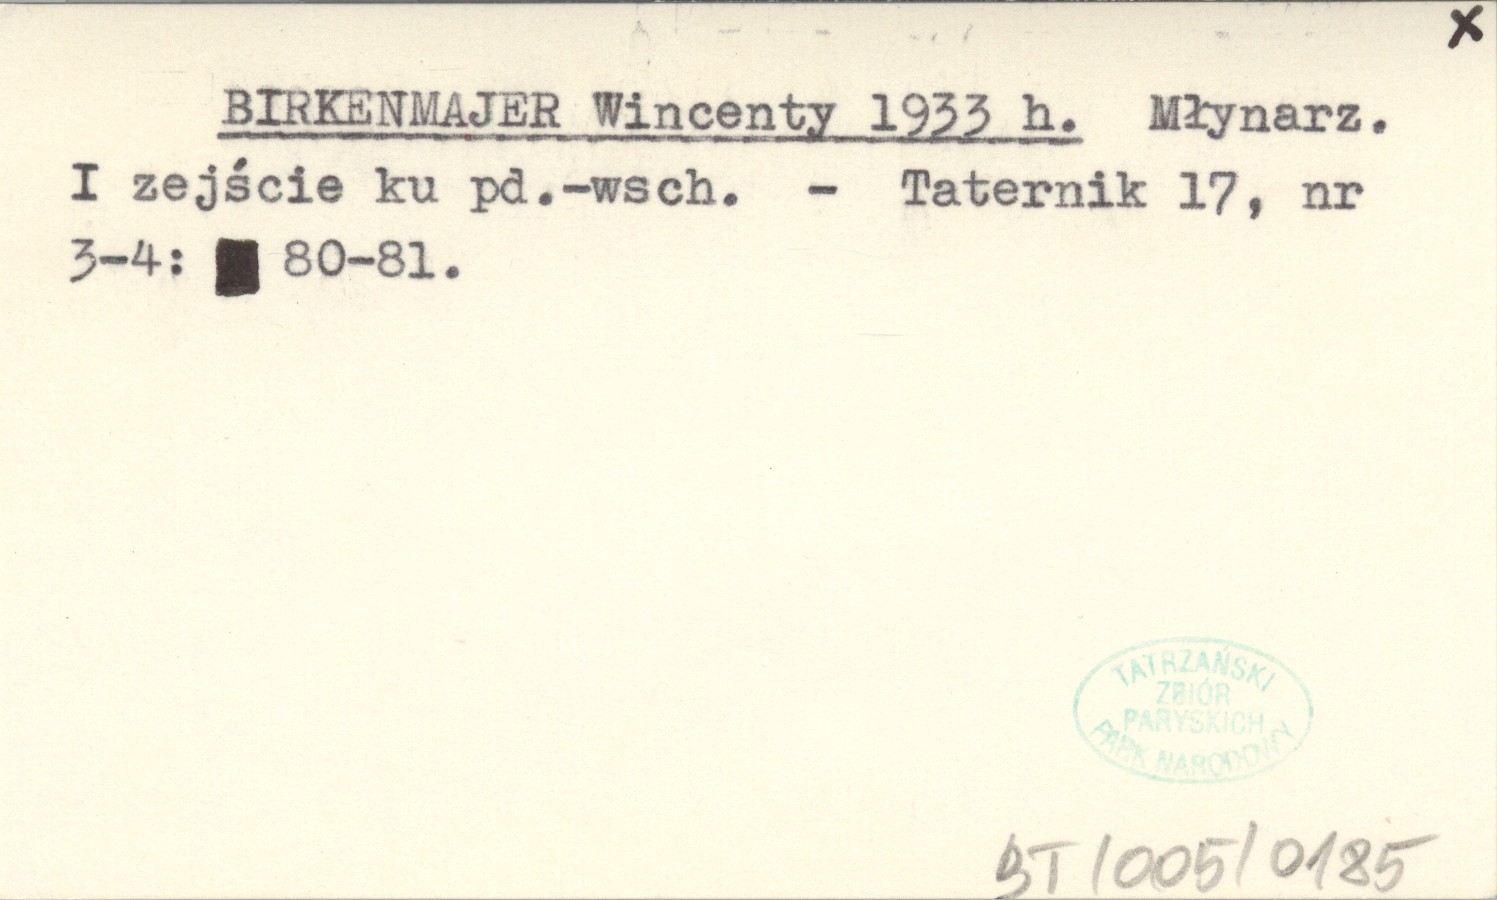 x
BIRKENMAJER Wincenty 1933 h. Młynarz.
I zejście ku pd.-wsch. - Taternik 17, nr
3-4: 80-81.
TATRZAŃSKI
ZBIÓR
PARYSKICH
PARK NARODOWY
BT/005/0185